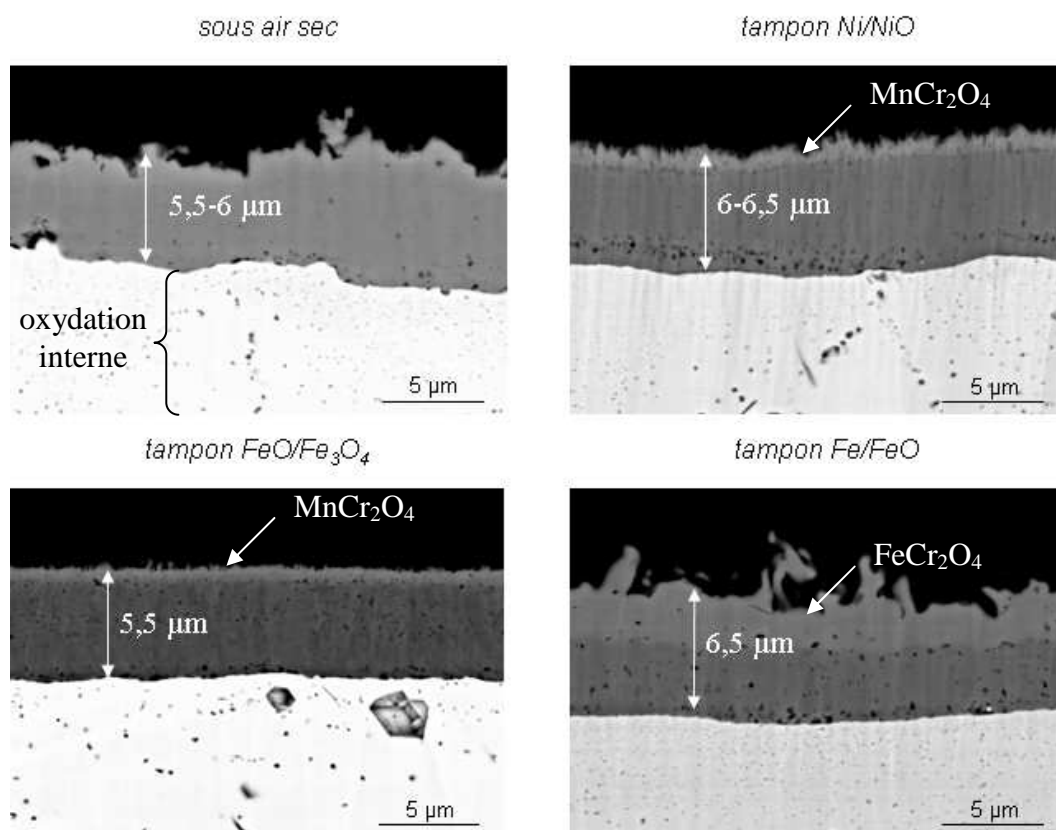 sous air sec
tampon Ni/NiO
MnCr₂O₄
5,5-6 µm
6-6,5 µm
oxydation
interne
5 µm
5 µm
tampon FeO/Fe₃O₄
tampon Fe/FeO
MnCr₂O₄
FeCr₂O₄
5,5 µm
6,5 µm
5 µm
5 µm